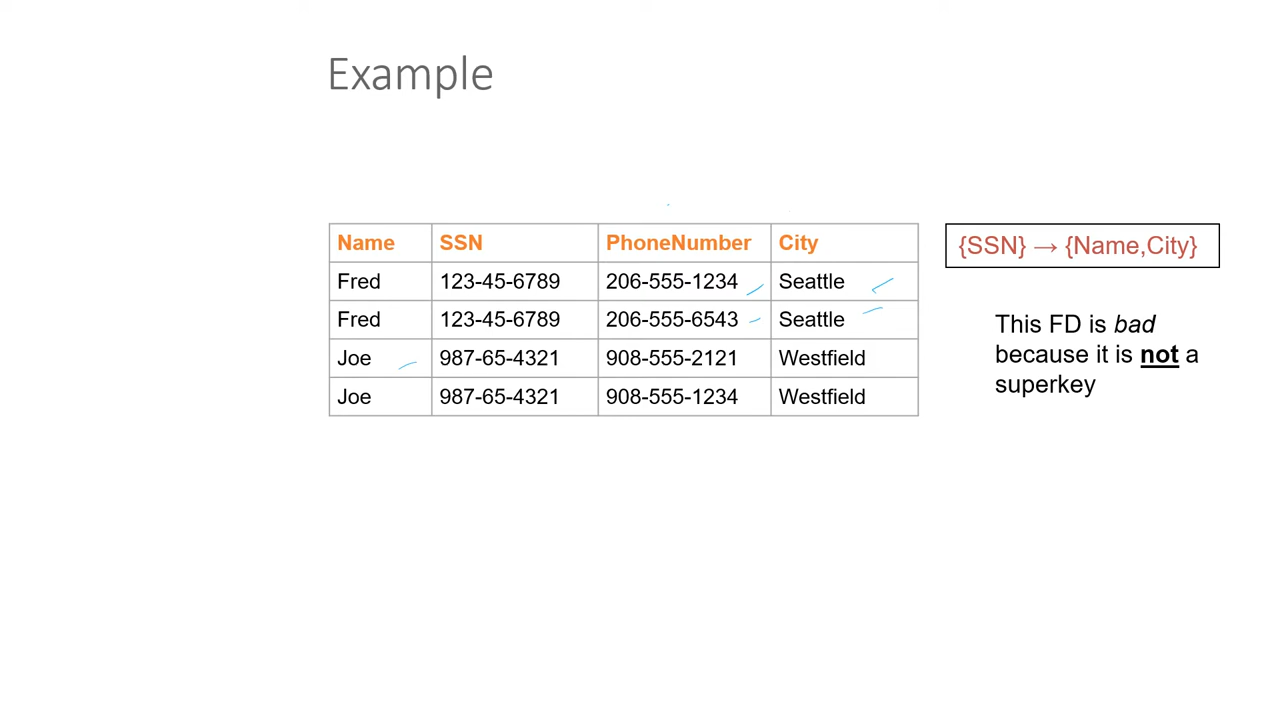 Example
Name SSN PhoneNumber City
Fred 123-45-6789 206-555-1234 Seattle
Fred 123-45-6789 206-555-6543 Seattle
Joe 987-65-4321 908-555-2121 Westfield
Joe 987-65-4321 908-555-1234 Westfield
{SSN} → {Name,City}
This FD is bad
because it is not a
superkey